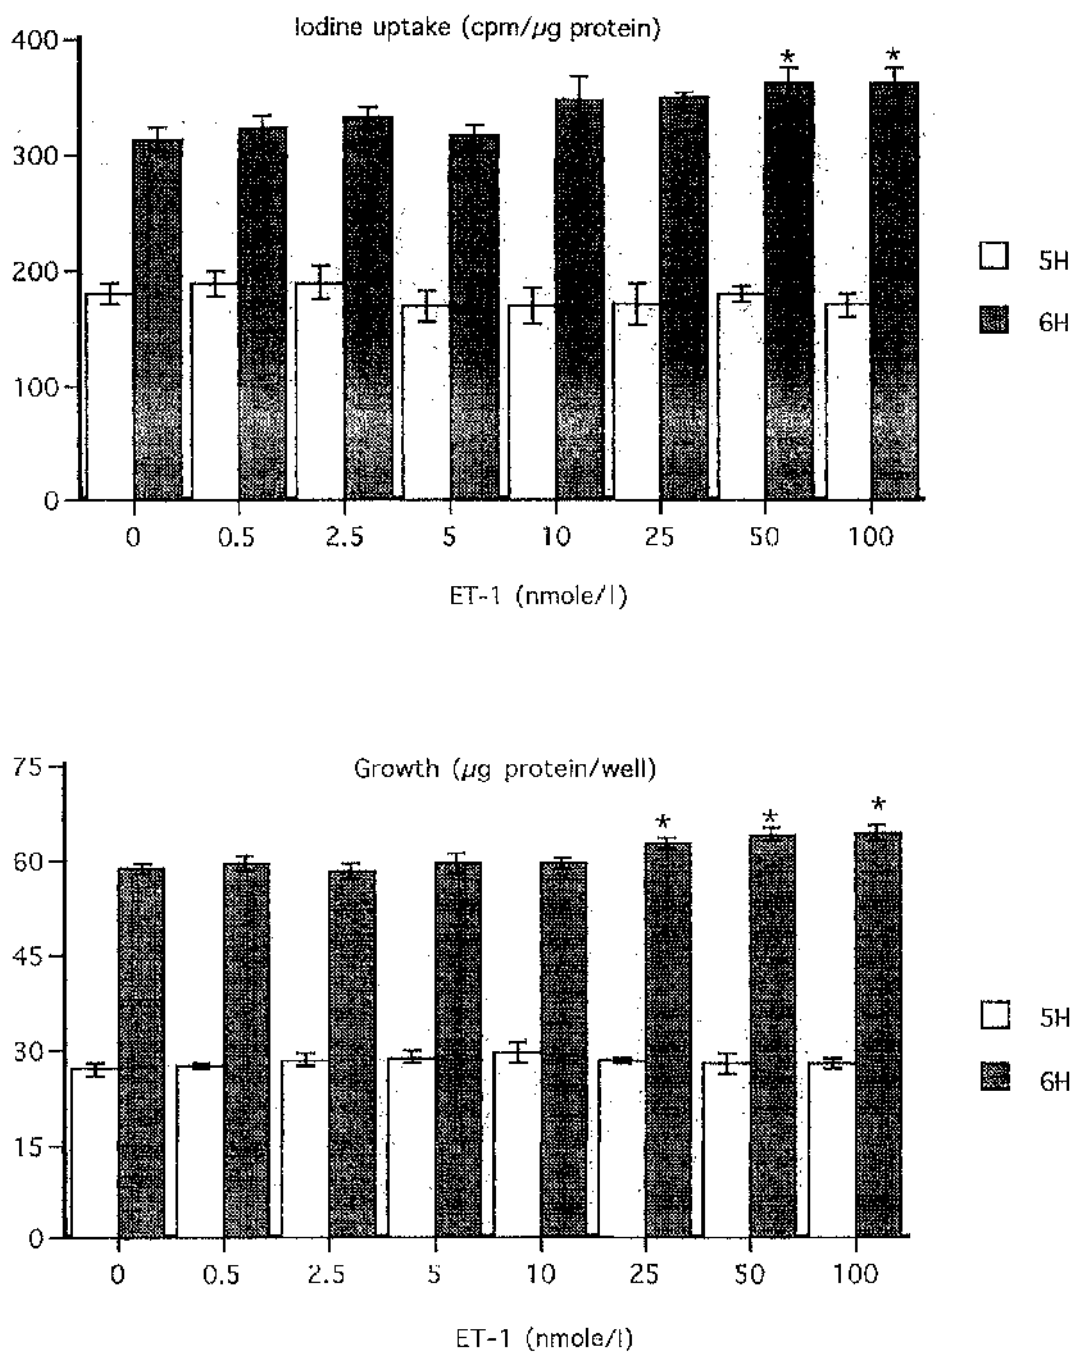 Iodine uptake (cpm/µg protein)
400
300
200
100
0
* *
0 0.5 2.5 5 10 25 50 100
ET-1 (nmole/l)
5H
6H
Growth (µg protein/well)
75
60
45
30
15
0
* * *
0 0.5 2.5 5 10 25 50 100
ET-1 (nmole/l)
5H
6H